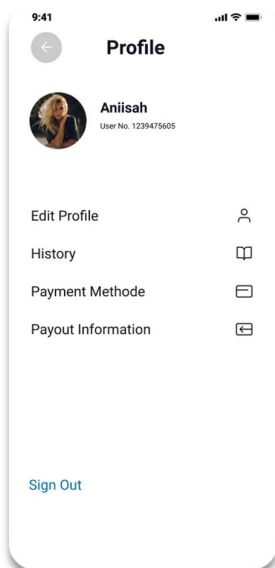 9:41
Profile
Aniisah
User No. 1239475605
Edit Profile
History
Payment Methode
Payout Information
Sign Out